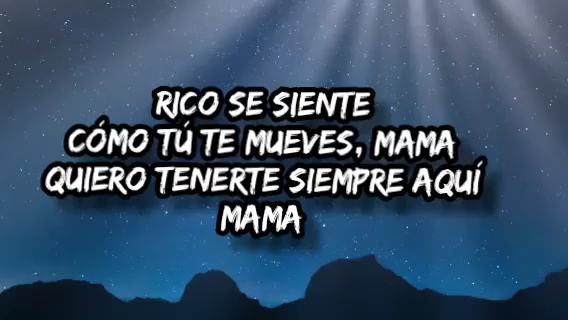 RICO SE SIENTE
CÓMO TÚ TE MUEVES, MAMA
QUIERO TENERTE SIEMPRE AQUÍ
MAMA